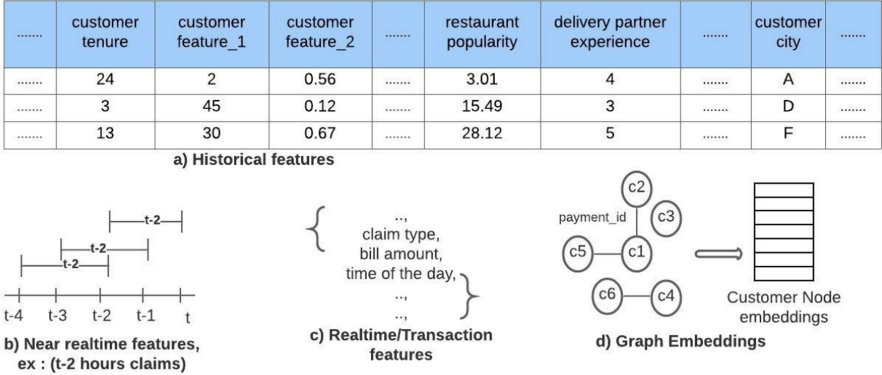 ....... customer tenure customer feature_1 customer feature_2 ....... restaurant popularity delivery partner experience ....... customer city .......
....... 24 2 0.56 ....... 3.01 4 ....... A .......
....... 3 45 0.12 ....... 15.49 3 ....... D .......
....... 13 30 0.67 ....... 28.12 5 ....... F .......
a) Historical features
t-2
t-2
t-2
t-4 t-3 t-2 t-1 t
b) Near realtime features,
ex : (t-2 hours claims)
..,
claim type,
bill amount,
time of the day,
..,
..,
c) Realtime/Transaction
features
c2
payment_id
c3
c5
c1
c6
c4
Customer Node
embeddings
d) Graph Embeddings